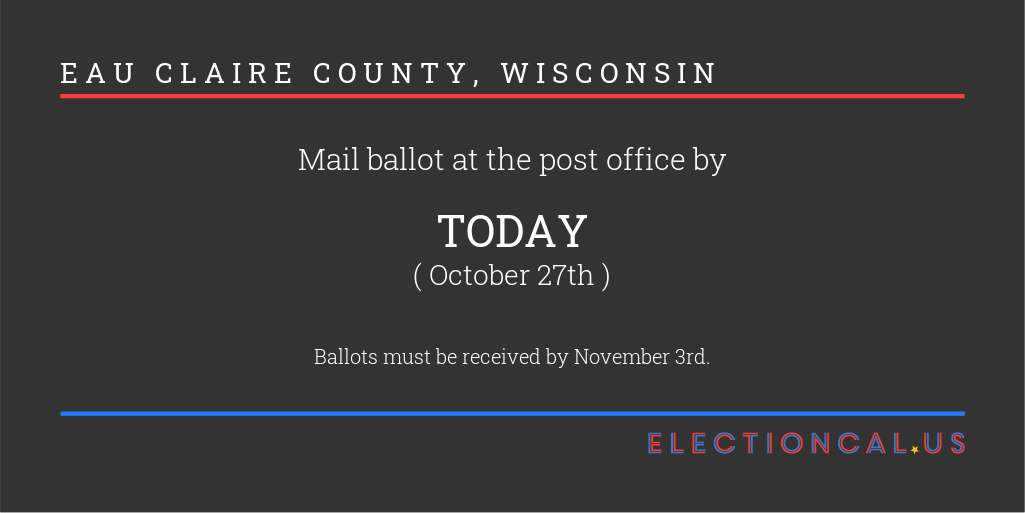 EAU CLAIRE COUNTY, WISCONSIN
Mail ballot at the post office by
TODAY
( October 27th )
Ballots must be received by November 3rd.
ELECTIONCAL.US